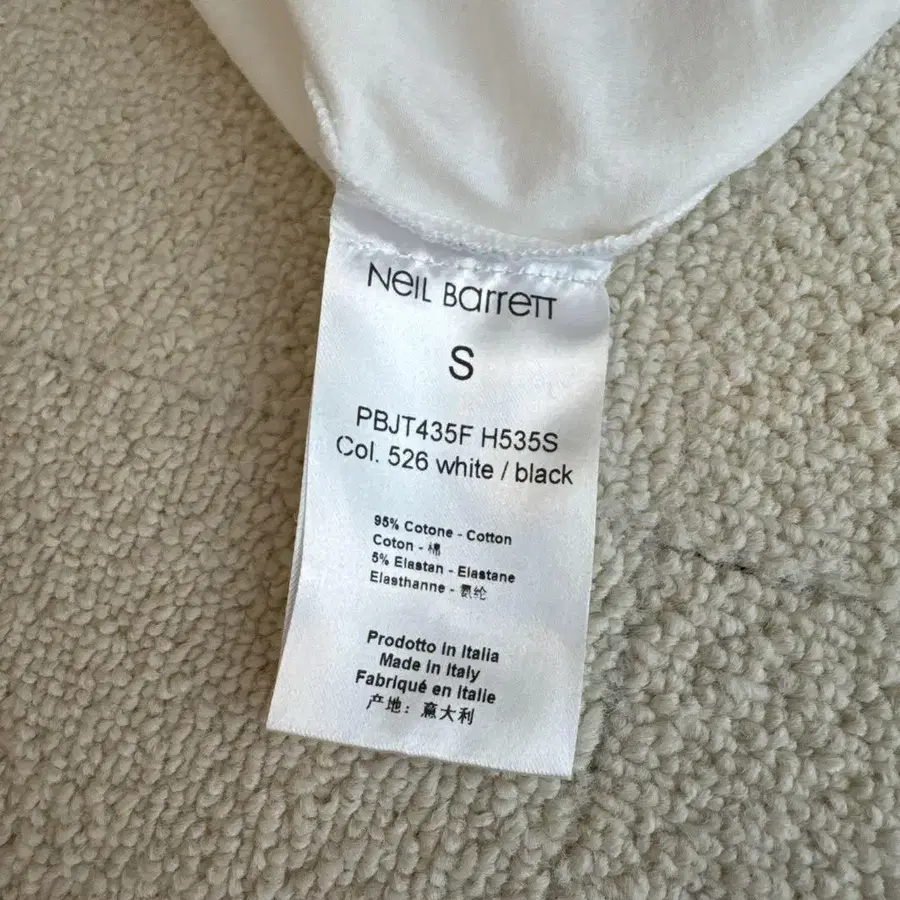 Neil Barrett
S
PBJT435F H535S
Col. 526 white / black
95% Cotone - Cotton
Coton - 棉
5% Elastan - Elastane
Elasthanne - 氨纶
Prodotto in Italia
Made in Italy
Fabriqué en Italie
产地: 意大利